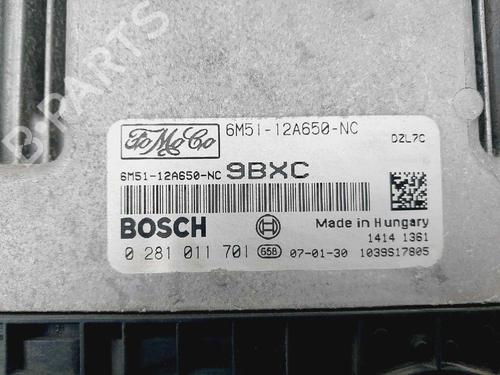 B-PARTS
FoMoCo
6M51-12A650-NC
DZL7C
6M51-12A650-NC 9BXC
BOSCH
Made in Hungary
1414 1361
0 281 011 701 658 07-01-30 1039S17805